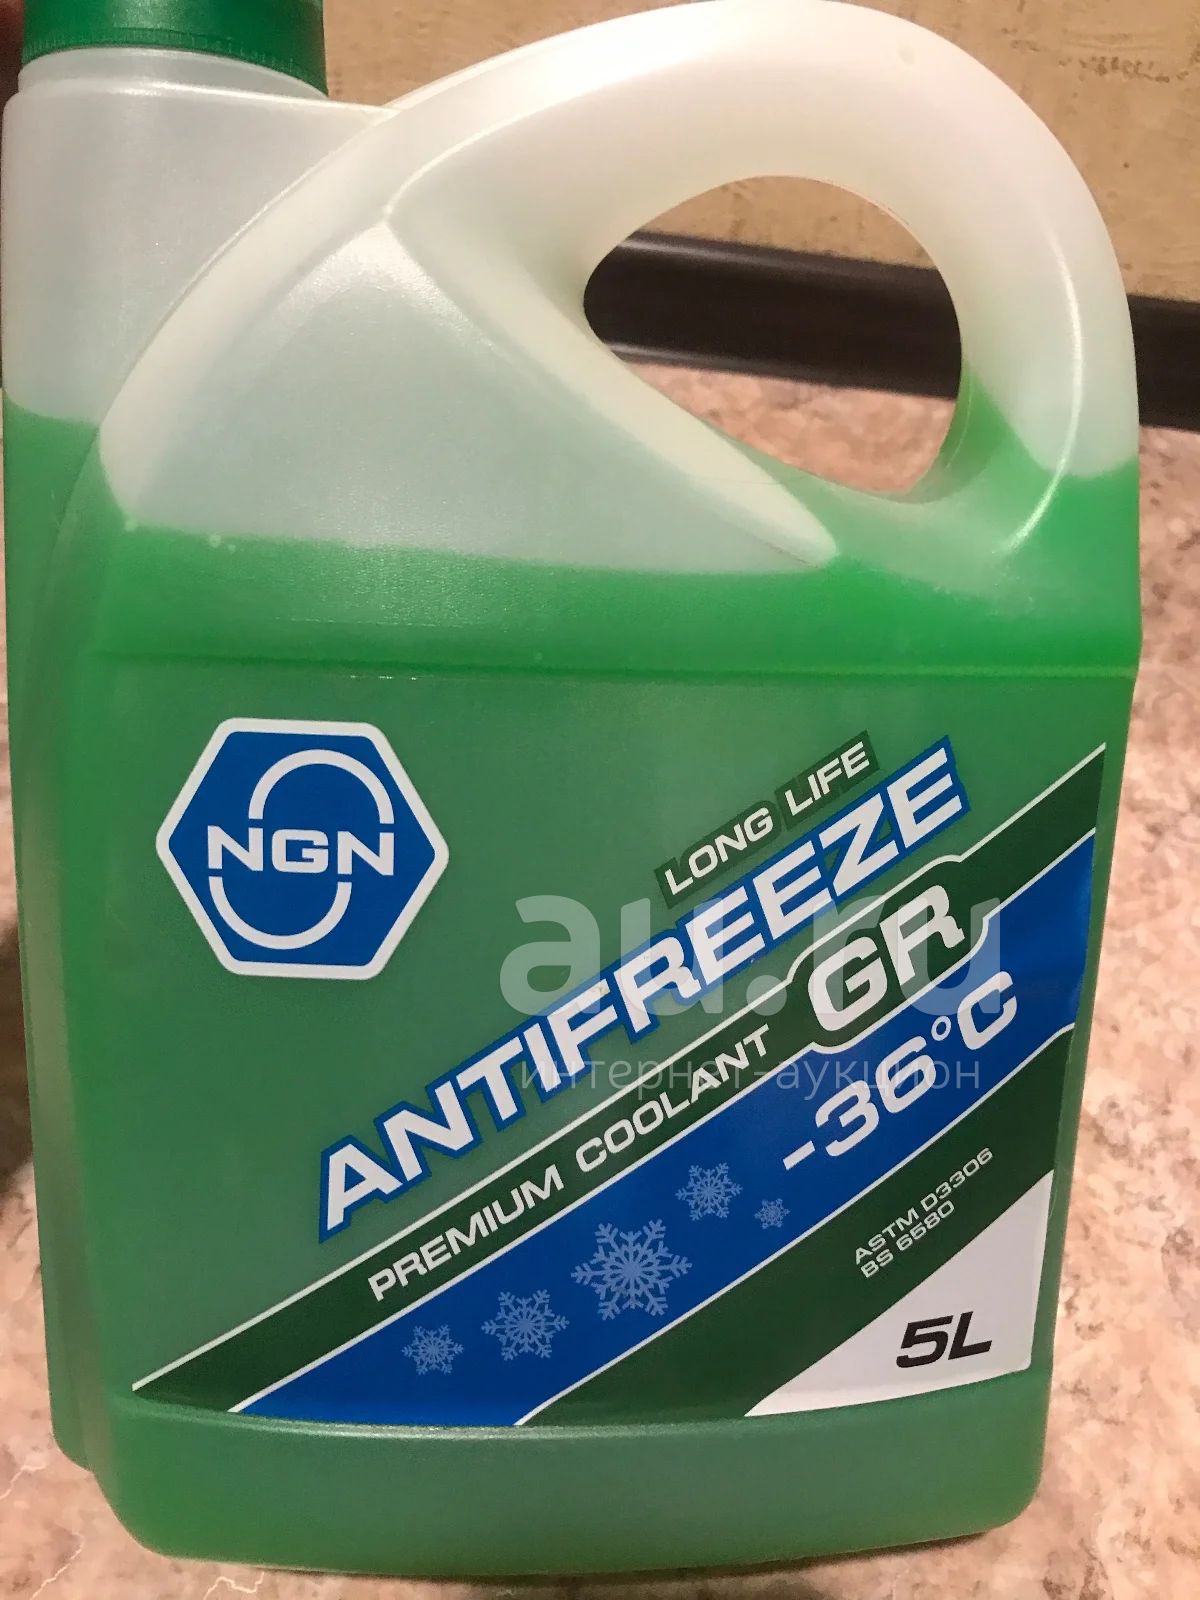 NGN
LONG LIFE
ANTIFREEZE
PREMIUM COOLANT GR
-36°C
ASTM D3306
BS 6580
5L
au.ru
интернет-аукцион